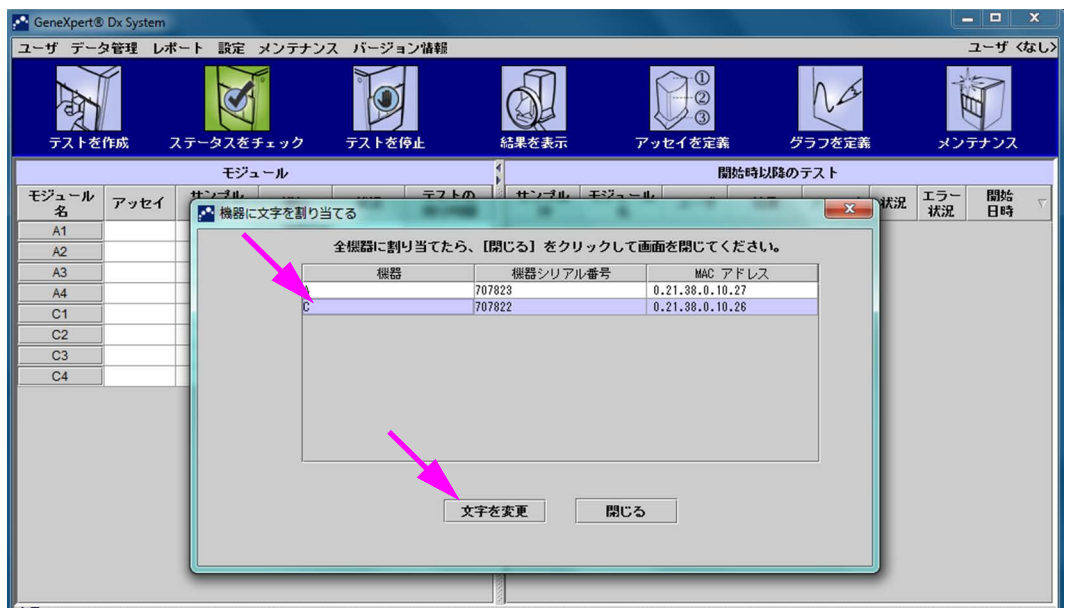 GeneXpert® Dx System
ユーザ データ管理 レポート 設定 メンテナンス バージョン情報 ユーザ <なし>
テストを作成 ステータスをチェック テストを停止 結果を表示 アッセイを定義 グラフを定義 メンテナンス
①
②
③
モジュール 開始時以降のテスト
モジュール名 アッセイ サンプル テストの サンプル モジュール 状況 エラー状況 開始日時
機器に文字を割り当てる
全機器に割り当てたら、[閉じる] をクリックして画面を閉じてください。
機器 機器シリアル番号 MAC アドレス
A 707823 0.21.38.0.10.27
C 707822 0.21.38.0.10.26
A1
A2
A3
A4
C1
C2
C3
C4
文字を変更 閉じる